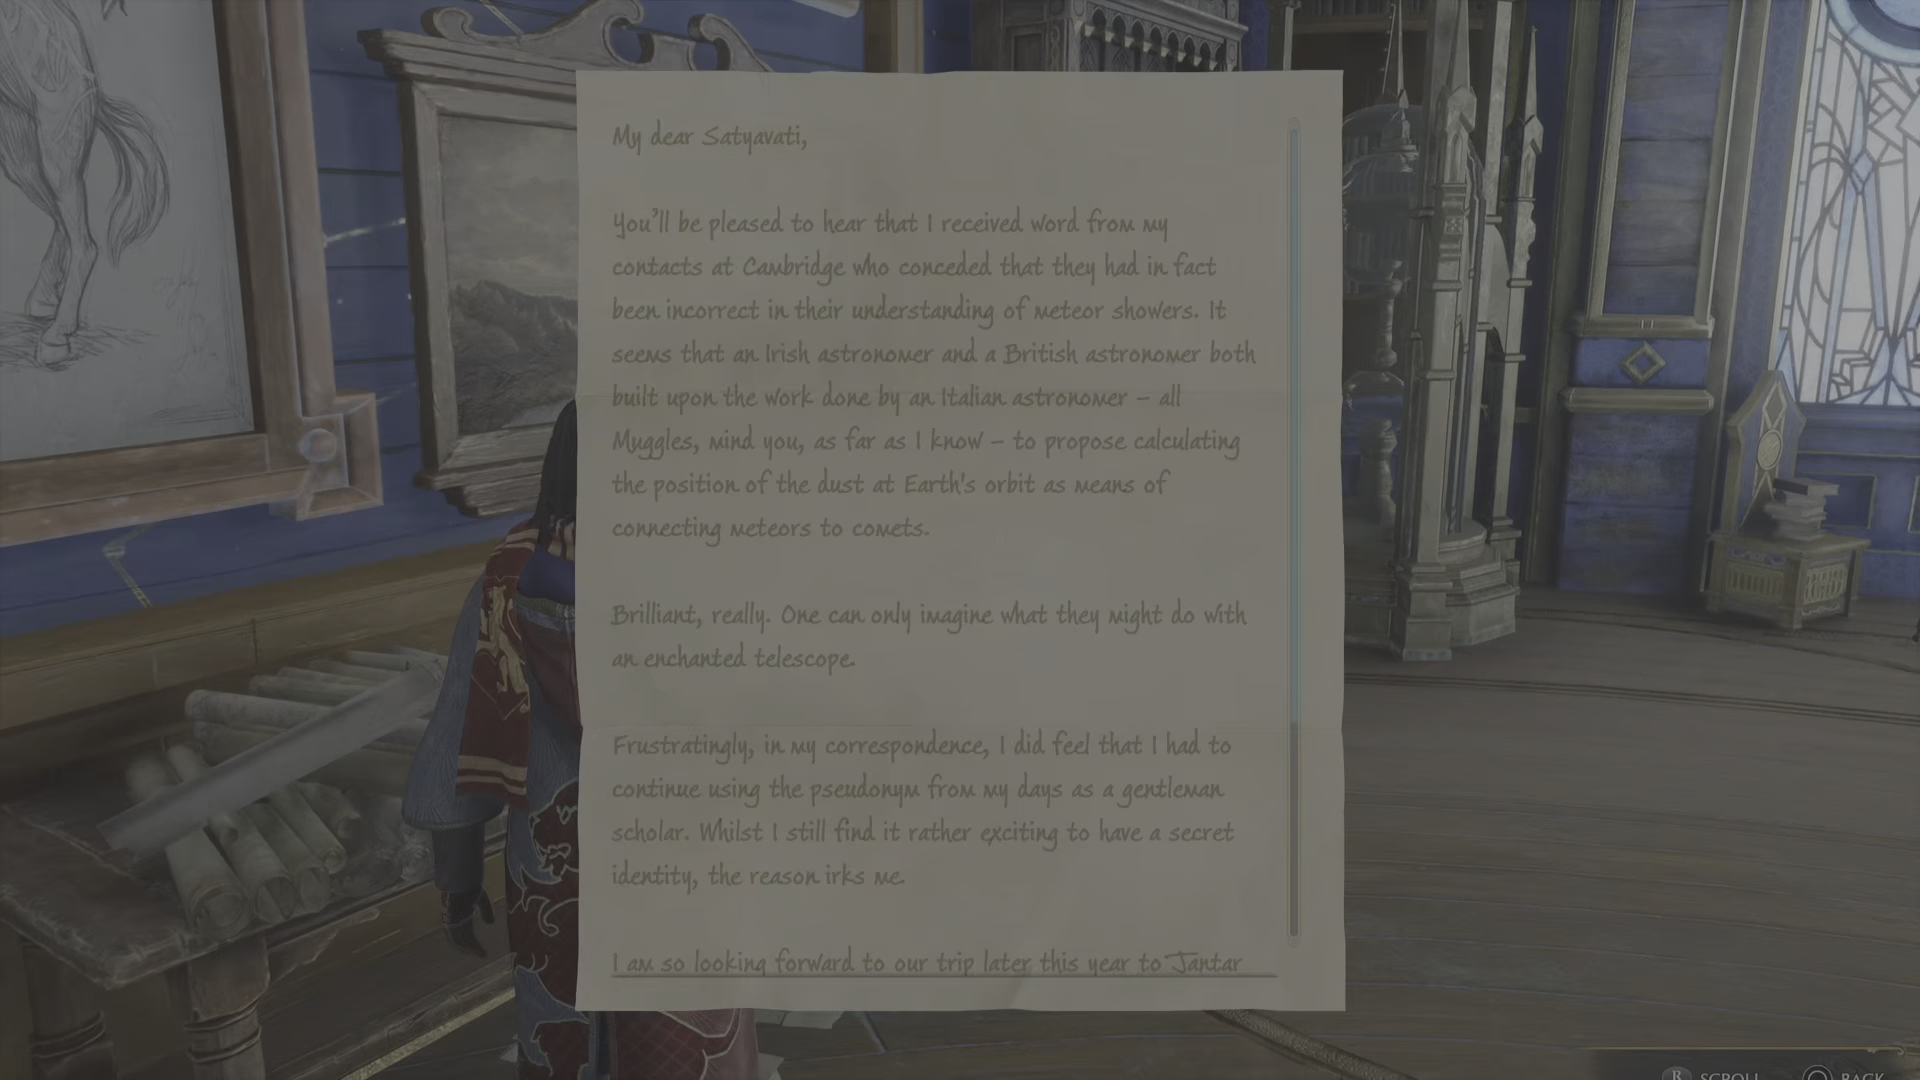 My dear Satyavati,
You'll be pleased to hear that I received word from my
contacts at Cambridge who conceded that they had in fact
been incorrect in their understanding of meteor showers. It
seems that an Irish astronomer and a British astronomer both
built upon the work done by an Italian astronomer – all
Muggles, mind you, as far as I know – to propose calculating
the position of the dust at Earth's orbit as means of
connecting meteors to comets.
Brilliant, really. One can only imagine what they might do with
an enchanted telescope.
Frustratingly, in my correspondence, I did feel that I had to
continue using the pseudonym from my days as a gentleman
scholar. Whilst I still find it rather exciting to have a secret
identity, the reason irks me.
I am so looking forward to our trip later this year to Jantar
R SCROLL BACK